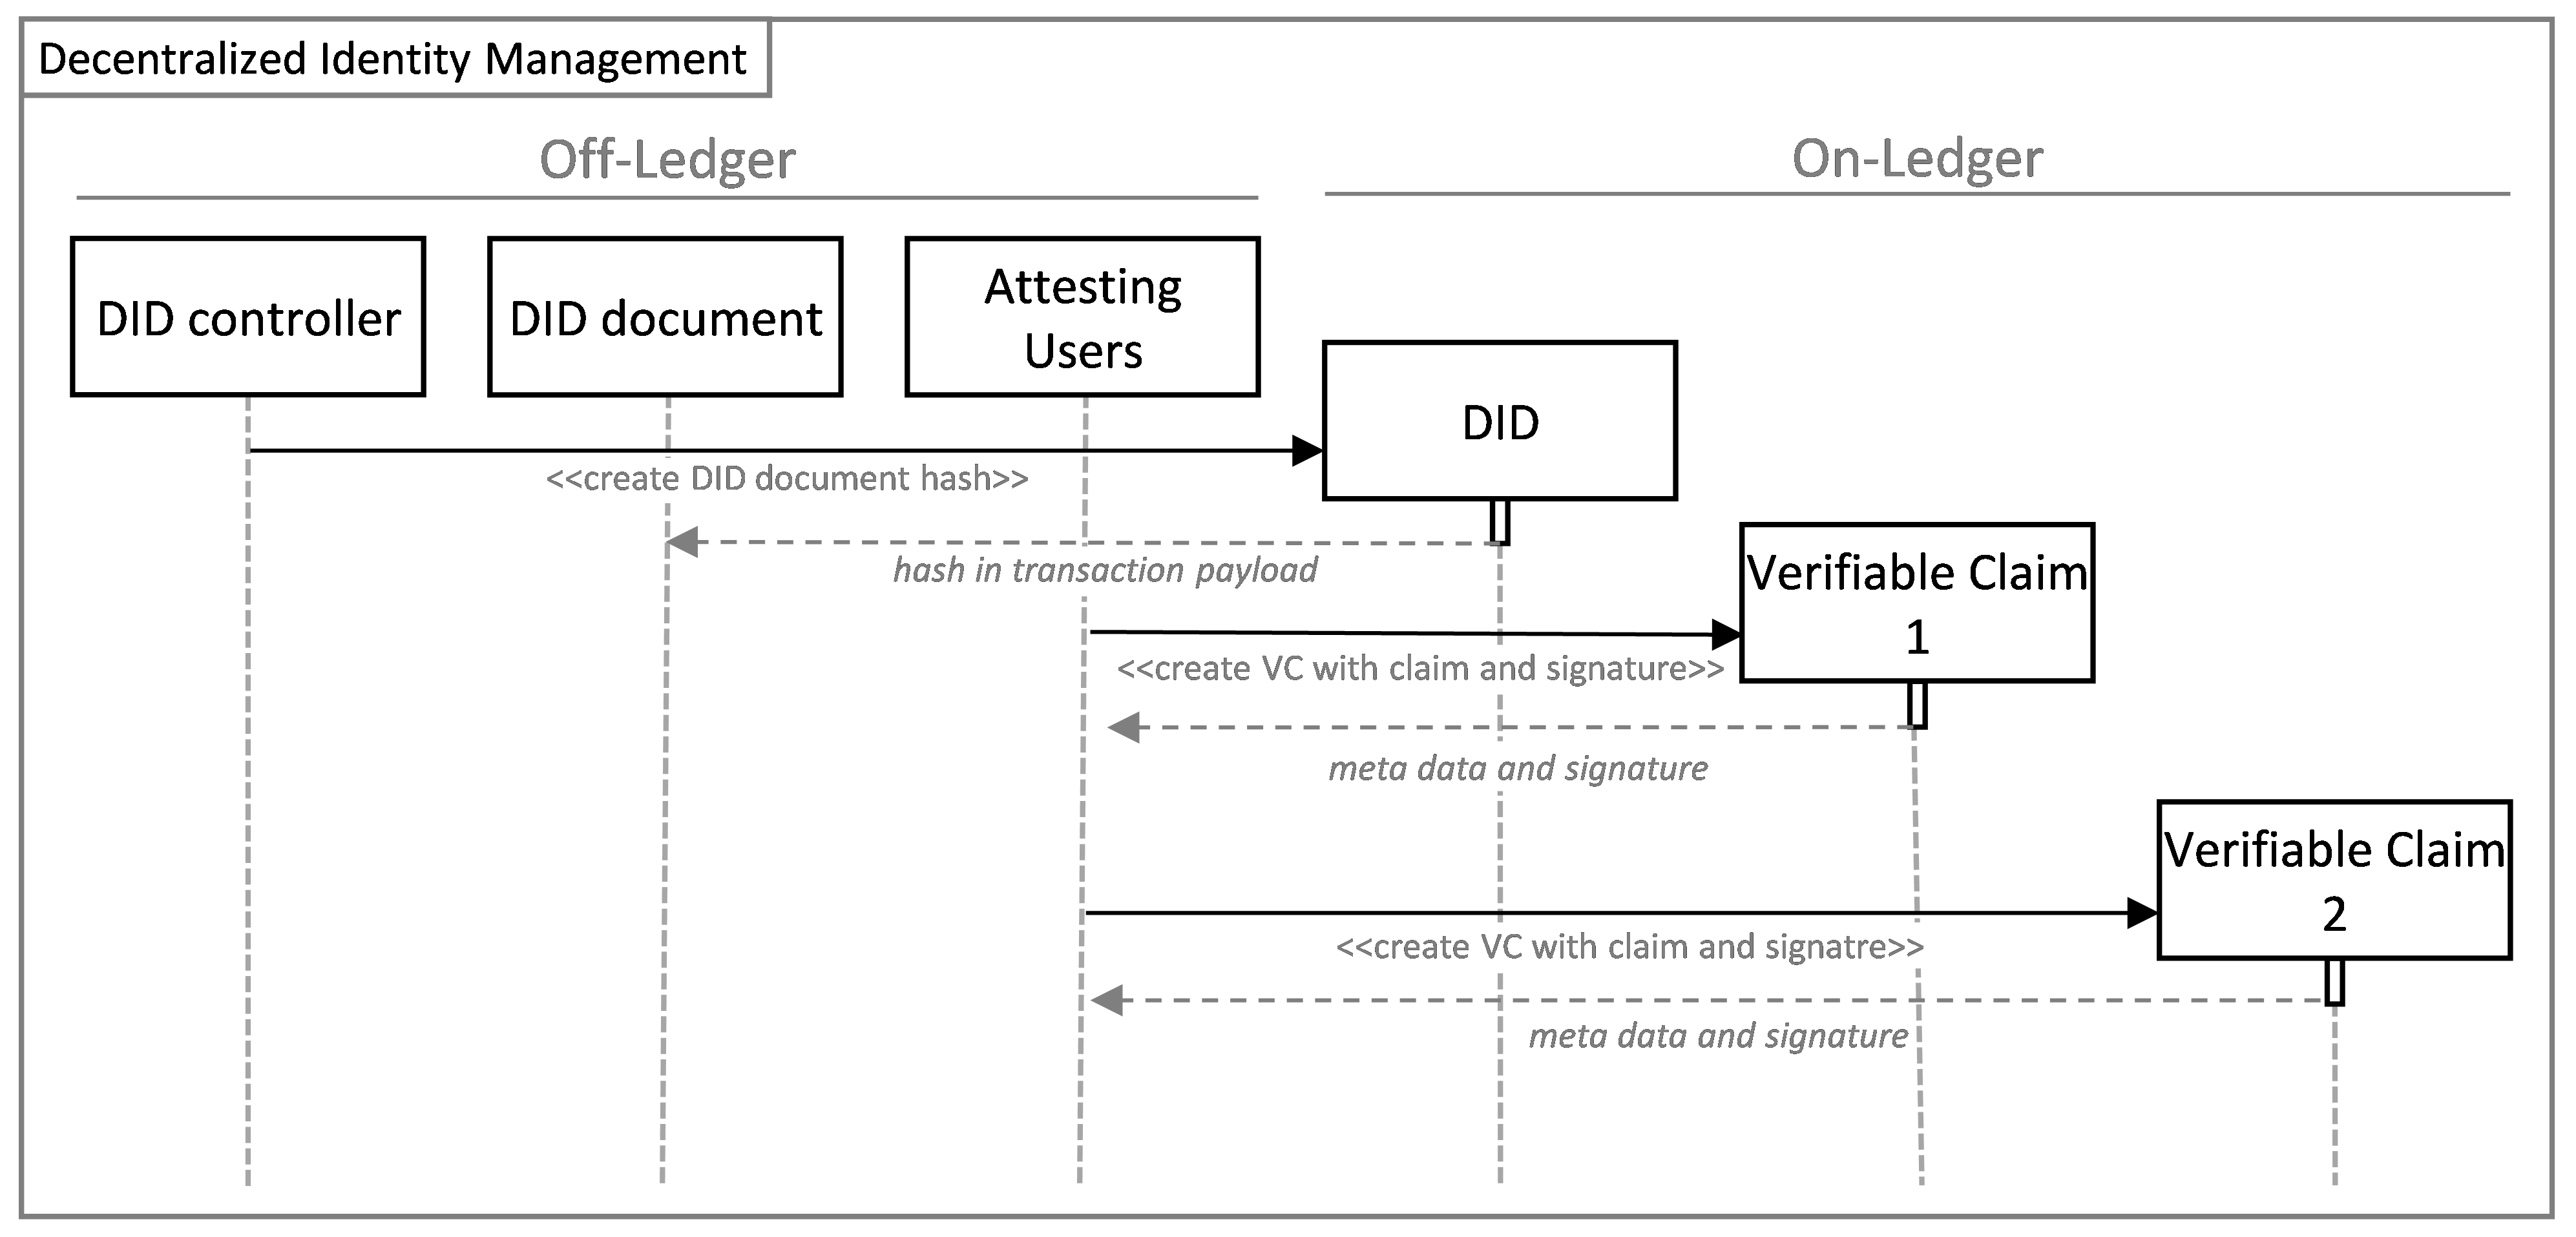 Decentralized Identity Management
Off-Ledger
On-Ledger
DID controller
DID document
Attesting
Users
DID
<<create DID document hash>>
hash in transaction payload
Verifiable Claim
1
<<create VC with claim and signature>>
meta data and signature
Verifiable Claim
2
<<create VC with claim and signatre>>
meta data and signature